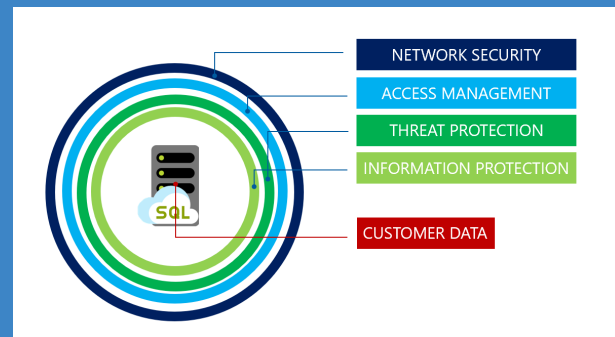 NETWORK SECURITY
ACCESS MANAGEMENT
THREAT PROTECTION
INFORMATION PROTECTION
SQL
CUSTOMER DATA